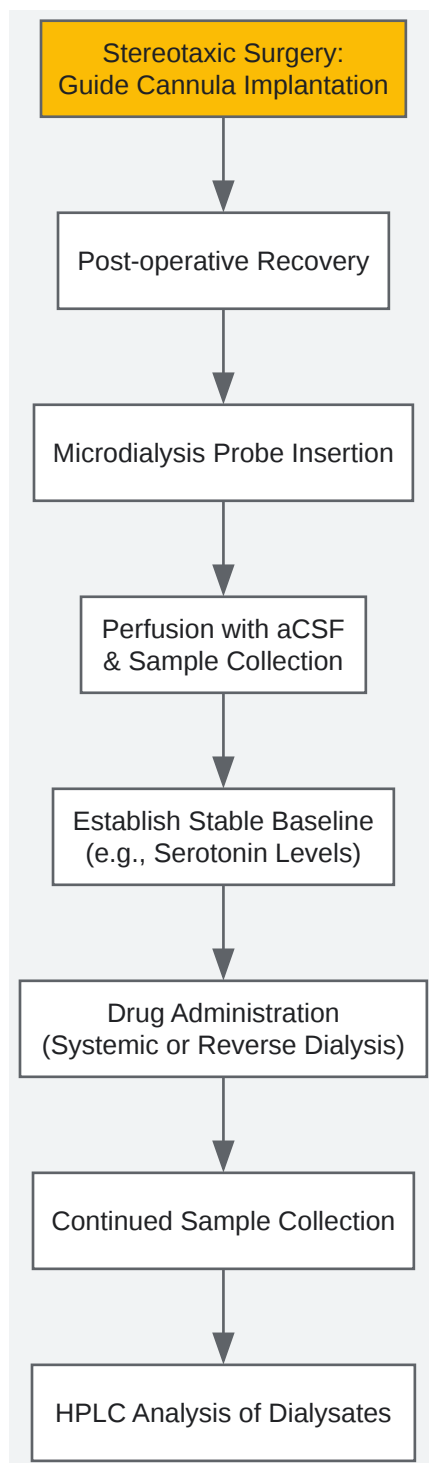 Stereotaxic Surgery:
Guide Cannula Implantation
Post-operative Recovery
Microdialysis Probe Insertion
Perfusion with aCSF
& Sample Collection
Establish Stable Baseline
(e.g., Serotonin Levels)
Drug Administration
(Systemic or Reverse Dialysis)
Continued Sample Collection
HPLC Analysis of Dialysates